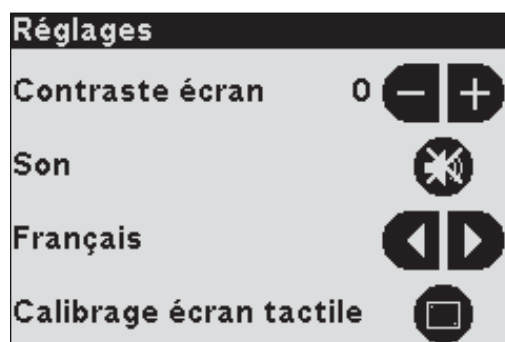 Réglages
Contraste écran 0 - +
Son
Français
Calibrage écran tactile